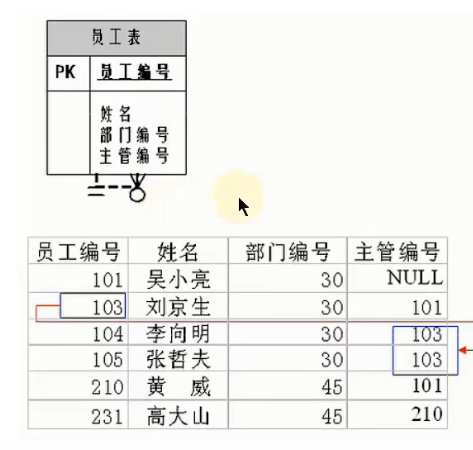 员工表
PK 员工编号
姓名
部门编号
主管编号
员工编号 姓名 部门编号 主管编号
101 吴小亮 30 NULL
103 刘京生 30 101
104 李向明 30 103
105 张哲夫 30 103
210 黄 威 45 101
231 高大山 45 210